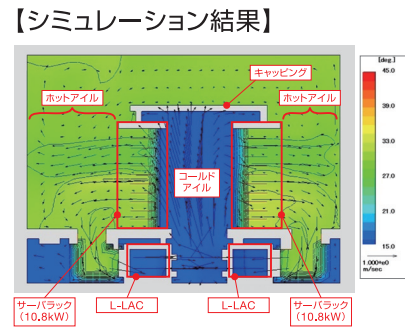 【シミュレーション結果】
キャッピング
ホットアイル
ホットアイル
コールド
アイル
サーバラック
(10.8kW)
L-LAC
L-LAC
サーバラック
(10.8kW)
[deg.]
45.0
39.0
33.0
27.0
21.0
15.0
1.000*e0
m/sec